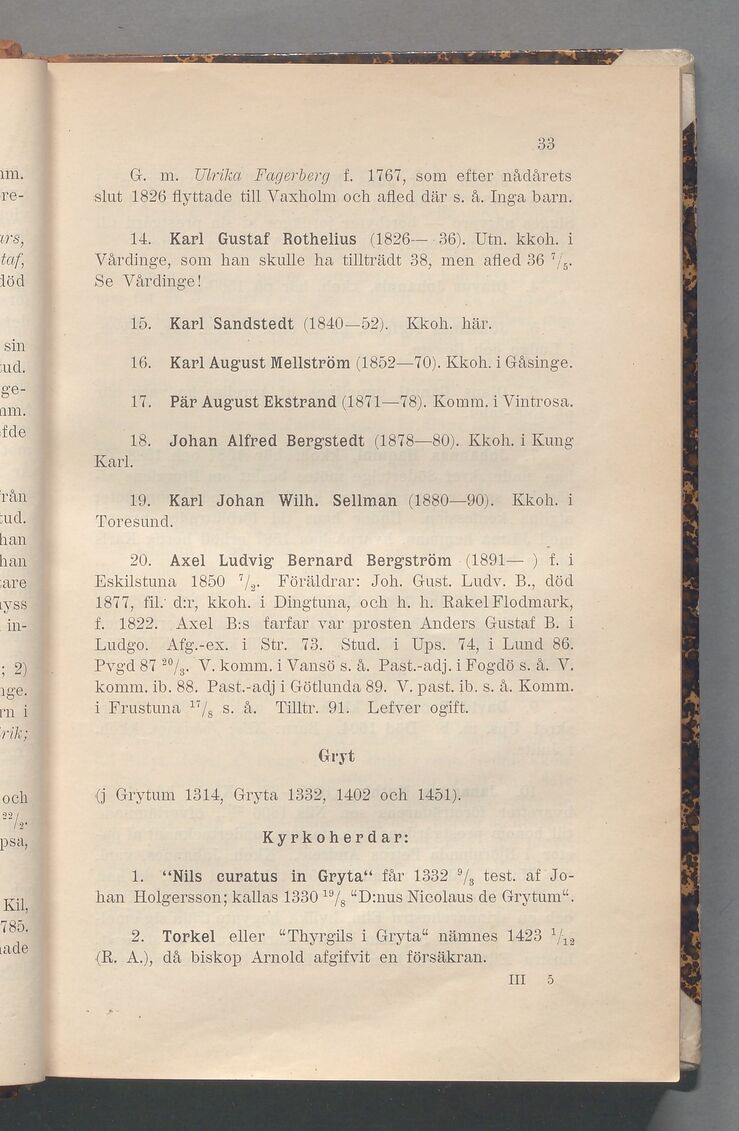 33
G. m. Ulrika Fagerberg f. 1767, som efter nådårets
slut 1826 flyttade till Vaxholm och afled där s. å. Inga barn.
14. Karl Gustaf Rothelius (1826— 36). Utn. kkoh. i
Vårdinge, som han skulle ha tillträdt 38, men afled 36 7/5.
Se Vårdinge!
15. Karl Sandstedt (1840—52). Kkoh. här.
16. Karl August Mellström (1852—70). Kkoh. i Gåsinge.
17. Pär August Ekstrand (1871—78). Komm. i Vintrosa.
18. Johan Alfred Bergstedt (1878—80). Kkoh. i Kung
Karl.
19. Karl Johan Wilh. Sellman (1880—90). Kkoh. i
Toresund.
20. Axel Ludvig Bernard Bergström (1891— ) f. i
Eskilstuna 1850 7/2. Föräldrar: Joh. Gust. Ludv. B., död
1877, fil. d:r, kkoh. i Dingtuna, och h. h. Rakel Flodmark,
f. 1822. Axel B:s farfar var prosten Anders Gustaf B. i
Ludgo. Afg.-ex. i Str. 73. Stud. i Ups. 74, i Lund 86.
Pvgd 87 20/3. V. komm. i Vansö s. å. Past.-adj. i Fogdö s. å. V.
komm. ib. 88. Past.-adj i Götlunda 89. V. past. ib. s. å. Komm.
i Frustuna 17/8 s. å. Tilltr. 91. Lefver ogift.
Gryt
(j Grytum 1314, Gryta 1332, 1402 och 1451).
Kyrkoherdar:
1. “Nils curatus in Gryta“ får 1332 9/3 test. af Jo-
han Holgersson; kallas 1330 19/8 “D:nus Nicolaus de Grytum“.
2. Torkel eller “Thyrgils i Gryta“ nämnes 1423 1/12
(R. A.), då biskop Arnold afgifvit en försäkran.
III 5